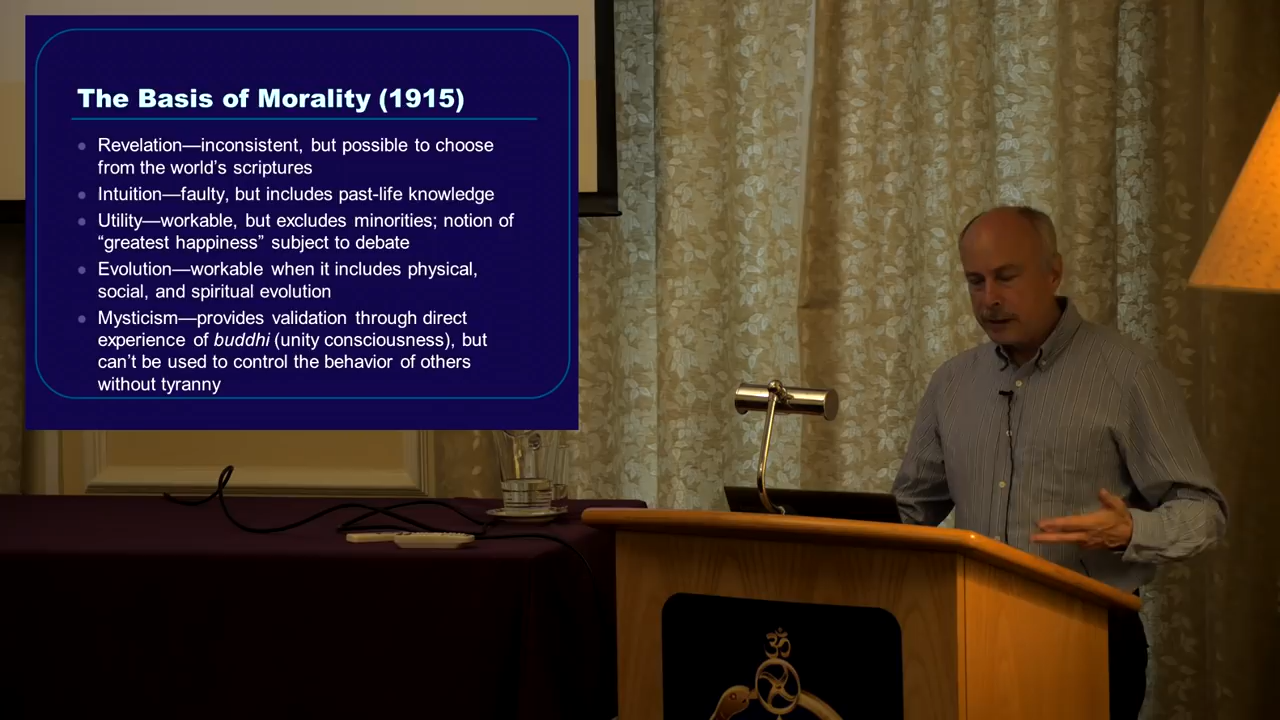 The Basis of Morality (1915)
Revelation—inconsistent, but possible to choose
from the world's scriptures
Intuition—faulty, but includes past-life knowledge
Utility—workable, but excludes minorities; notion of
“greatest happiness” subject to debate
Evolution—workable when it includes physical,
social, and spiritual evolution
Mysticism—provides validation through direct
experience of buddhi (unity consciousness), but
can't be used to control the behavior of others
without tyranny
ॐ